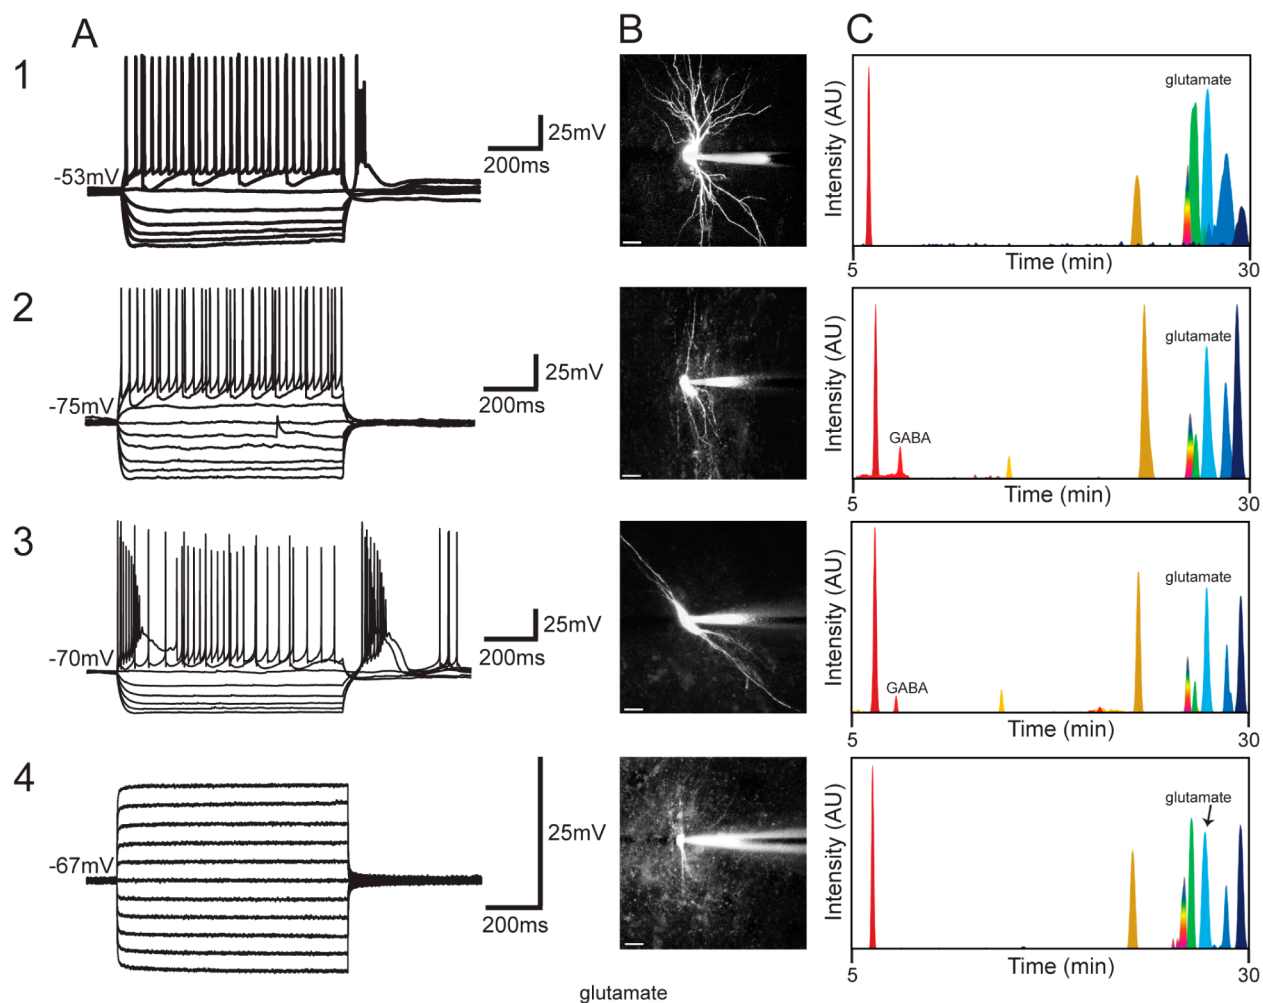 A B C
1
-53mV
25mV
200ms
Intensity (AU)
glutamate
5 Time (min) 30
2
-75mV
25mV
200ms
Intensity (AU)
GABA
glutamate
5 Time (min) 30
3
-70mV
25mV
200ms
Intensity (AU)
GABA
glutamate
5 Time (min) 30
4
-67mV
25mV
200ms
Intensity (AU)
glutamate
5 Time (min) 30
glutamate